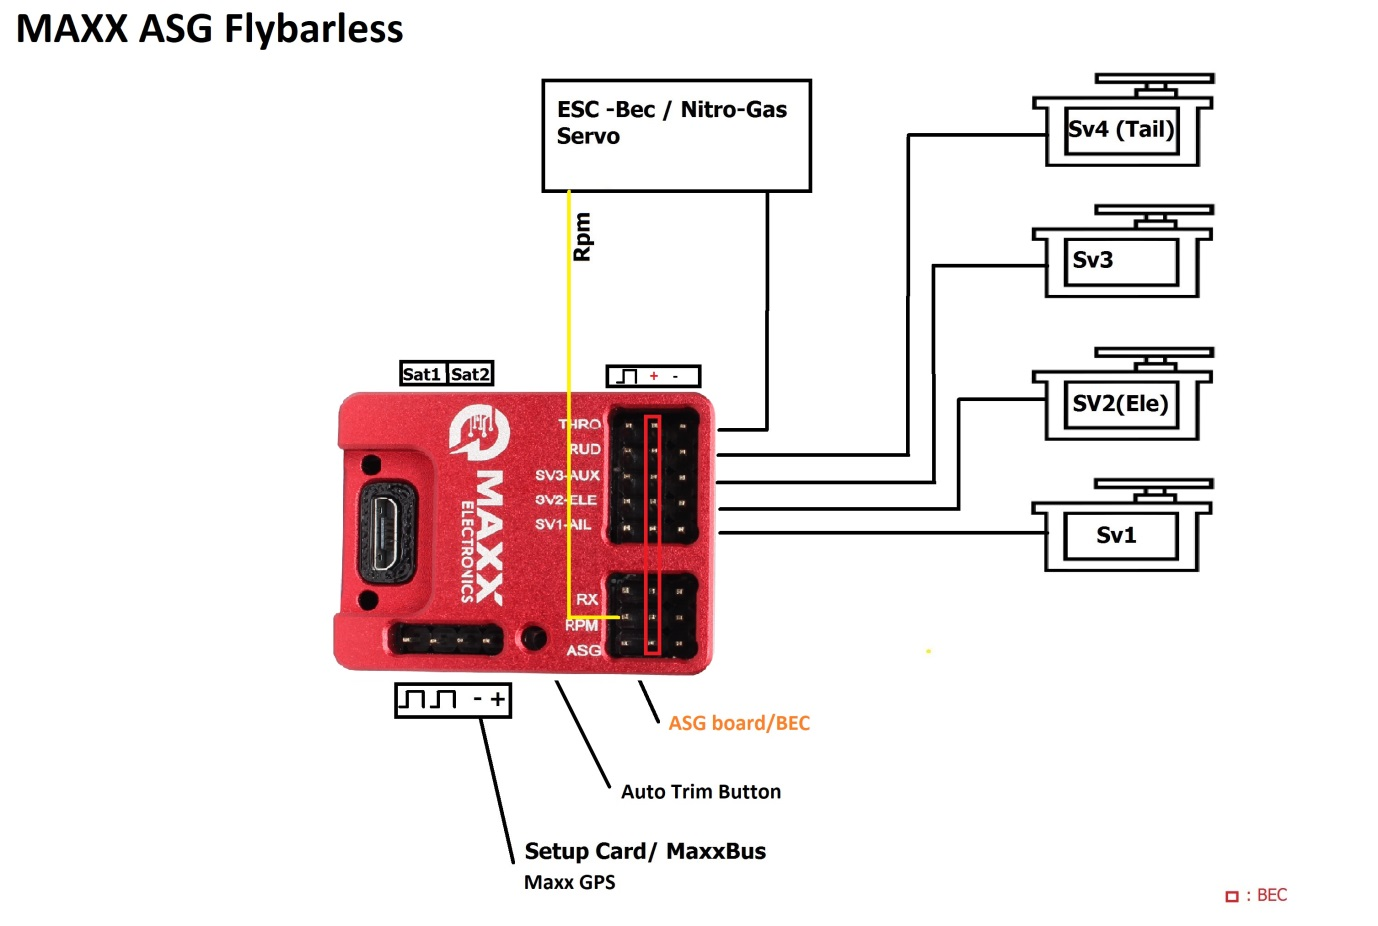 MAXX ASG Flybarless
ESC -Bec / Nitro-Gas
Servo
Rpm
Sv4 (Tail)
Sv3
SV2(Ele)
Sv1
Sat1 Sat2
+ -
THRO
RUD
SV3-AUX
SV2-ELE
SV1-AIL
MAXX
ELECTRONICS
RX
RPM
ASG
- +
ASG board/BEC
Auto Trim Button
Setup Card/ MaxxBus
Maxx GPS
: BEC